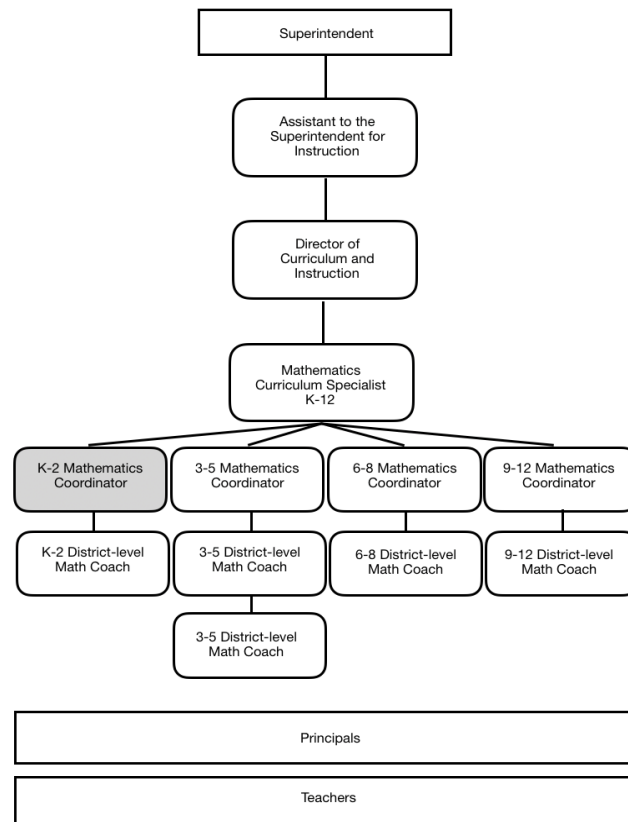 Superintendent
Assistant to the
Superintendent for
Instruction
Director of
Curriculum and
Instruction
Mathematics
Curriculum Specialist
K-12
K-2 Mathematics
Coordinator
3-5 Mathematics
Coordinator
6-8 Mathematics
Coordinator
9-12 Mathematics
Coordinator
K-2 District-level
Math Coach
3-5 District-level
Math Coach
6-8 District-level
Math Coach
9-12 District-level
Math Coach
3-5 District-level
Math Coach
Principals
Teachers